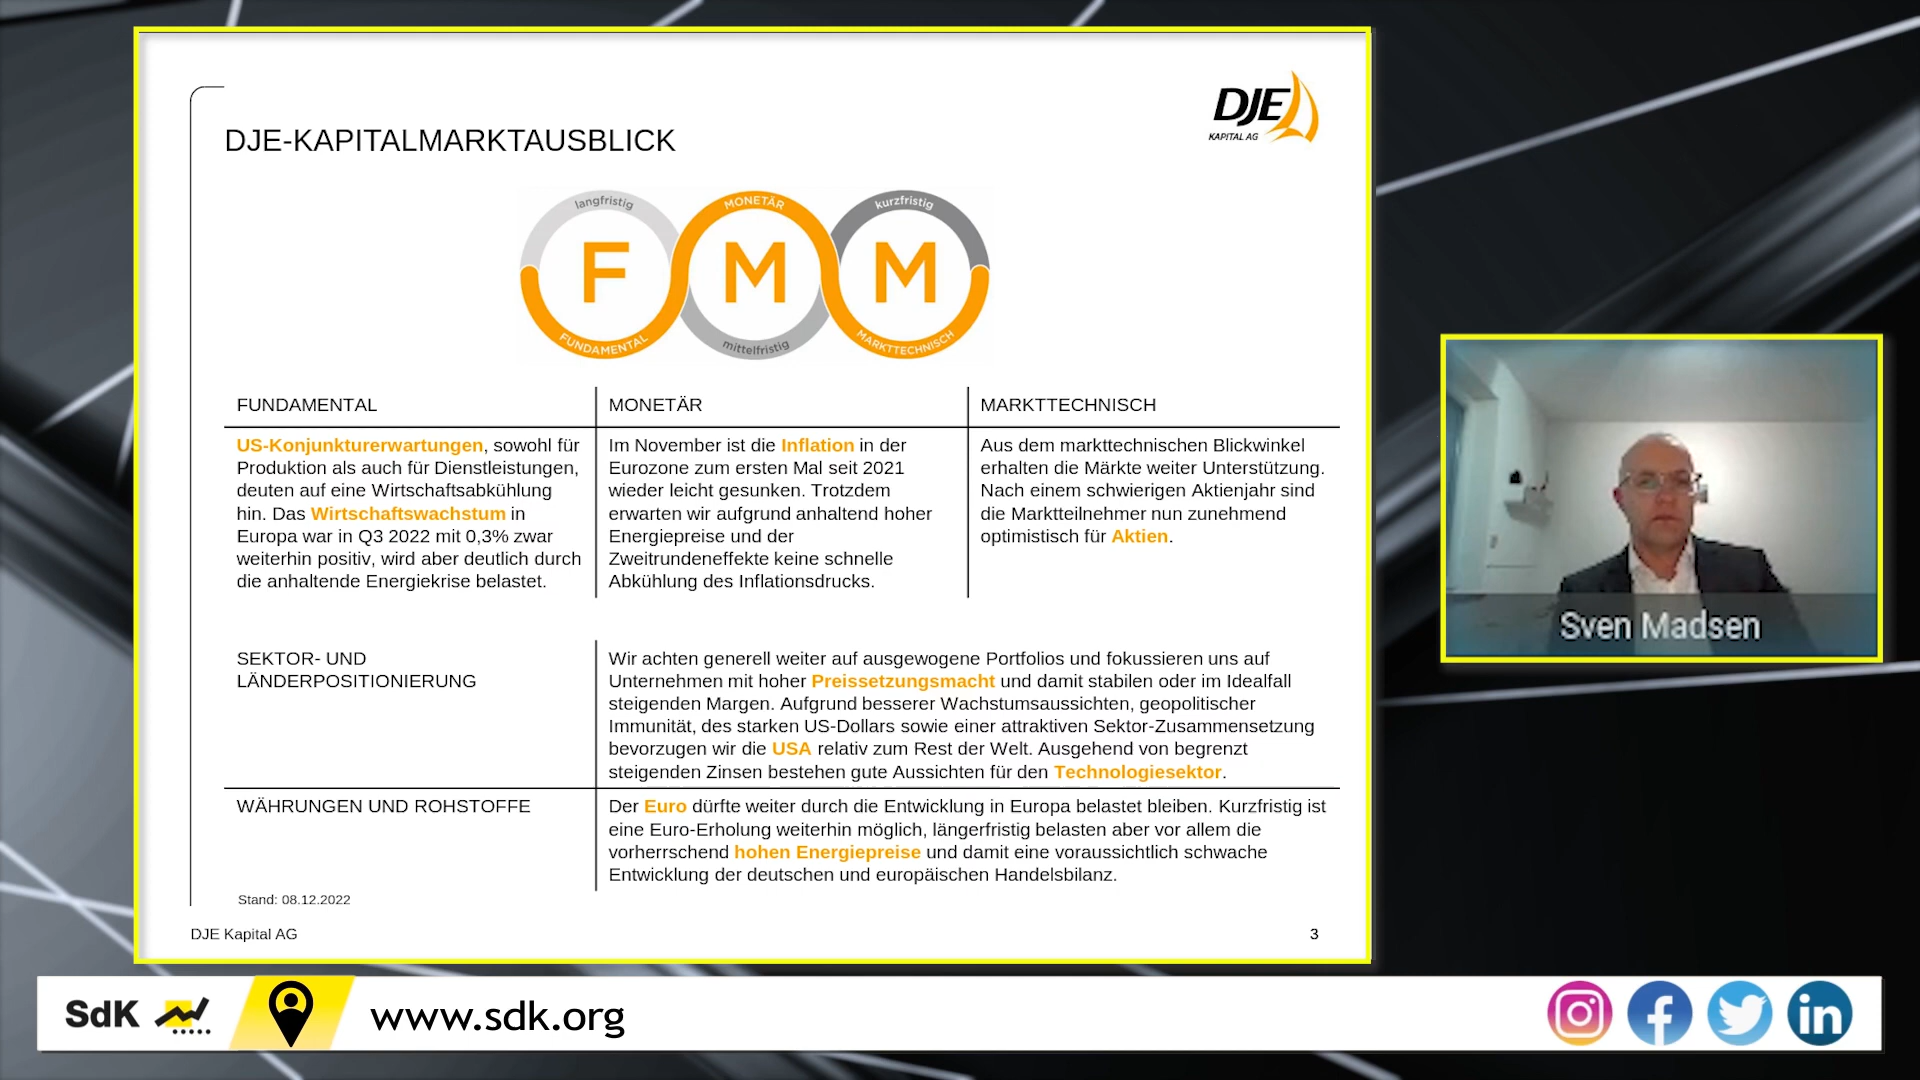 DJE-KAPITALMARKTAUSBLICK
DJE
KAPITAL AG
langfristig
MONETÄR
kurzfristig
F
M
M
FUNDAMENTAL
mittelfristig
MARKTTECHNISCH
FUNDAMENTAL
US-Konjunkturerwartungen, sowohl für
Produktion als auch für Dienstleistungen,
deuten auf eine Wirtschaftsabkühlung
hin. Das Wirtschaftswachstum in
Europa war in Q3 2022 mit 0,3% zwar
weiterhin positiv, wird aber deutlich durch
die anhaltende Energiekrise belastet.
MONETÄR
Im November ist die Inflation in der
Eurozone zum ersten Mal seit 2021
wieder leicht gesunken. Trotzdem
erwarten wir aufgrund anhaltend hoher
Energiepreise und der
Zweitrundeneffekte keine schnelle
Abkühlung des Inflationsdrucks.
MARKTTECHNISCH
Aus dem markttechnischen Blickwinkel
erhalten die Märkte weiter Unterstützung.
Nach einem schwierigen Aktienjahr sind
die Marktteilnehmer nun zunehmend
optimistisch für Aktien.
SEKTOR- UND
LÄNDERPOSITIONIERUNG
Wir achten generell weiter auf ausgewogene Portfolios und fokussieren uns auf
Unternehmen mit hoher Preissetzungsmacht und damit stabilen oder im Idealfall
steigenden Margen. Aufgrund besserer Wachstumsaussichten, geopolitischer
Immunität, des starken US-Dollars sowie einer attraktiven Sektor-Zusammensetzung
bevorzugen wir die USA relativ zum Rest der Welt. Ausgehend von begrenzt
steigenden Zinsen bestehen gute Aussichten für den Technologiesektor.
WÄHRUNGEN UND ROHSTOFFE
Der Euro dürfte weiter durch die Entwicklung in Europa belastet bleiben. Kurzfristig ist
eine Euro-Erholung weiterhin möglich, längerfristig belasten aber vor allem die
vorherrschend hohen Energiepreise und damit eine voraussichtlich schwache
Entwicklung der deutschen und europäischen Handelsbilanz.
Stand: 08.12.2022
DJE Kapital AG
3
Sven Madsen
SdK
www.sdk.org